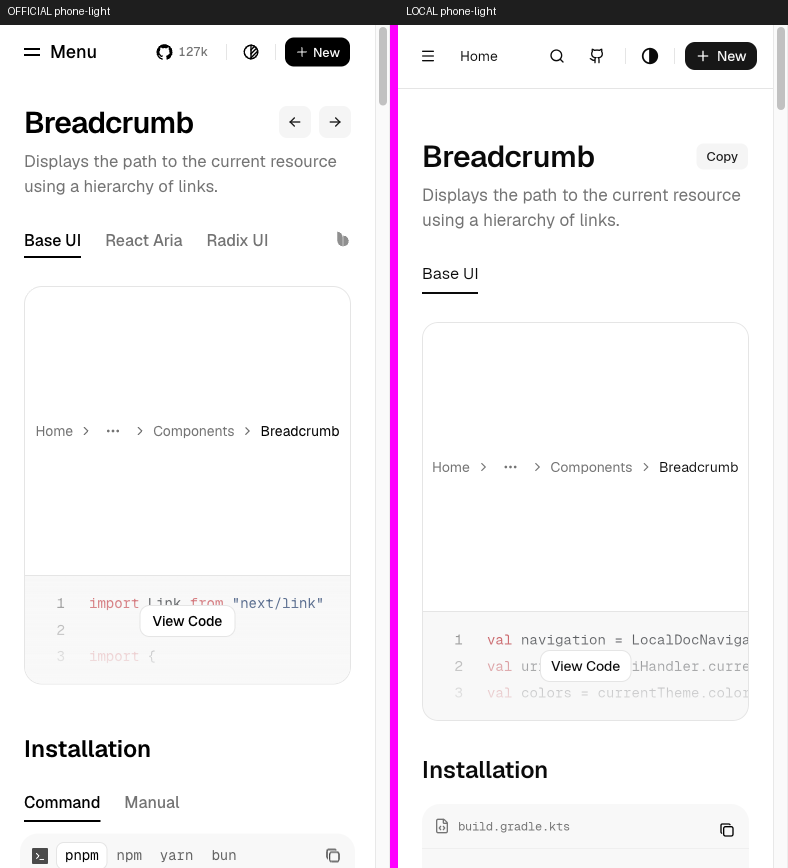 OFFICIAL phone-light
Menu
127k
New
Breadcrumb
Displays the path to the current resource
using a hierarchy of links.
Base UI
React Aria
Radix UI
Home
Components
Breadcrumb
1 import Link from "next/link"
2
3 import {
View Code
Installation
Command
Manual
pnpm
npm
yarn
bun
LOCAL phone-light
Home
New
Breadcrumb
Copy
Displays the path to the current resource
using a hierarchy of links.
Base UI
Home
Components
Breadcrumb
1 val navigation = LocalDocNaviga
2 val ur iHandler.curre
3 val colors = currentTheme.color
View Code
Installation
build.gradle.kts